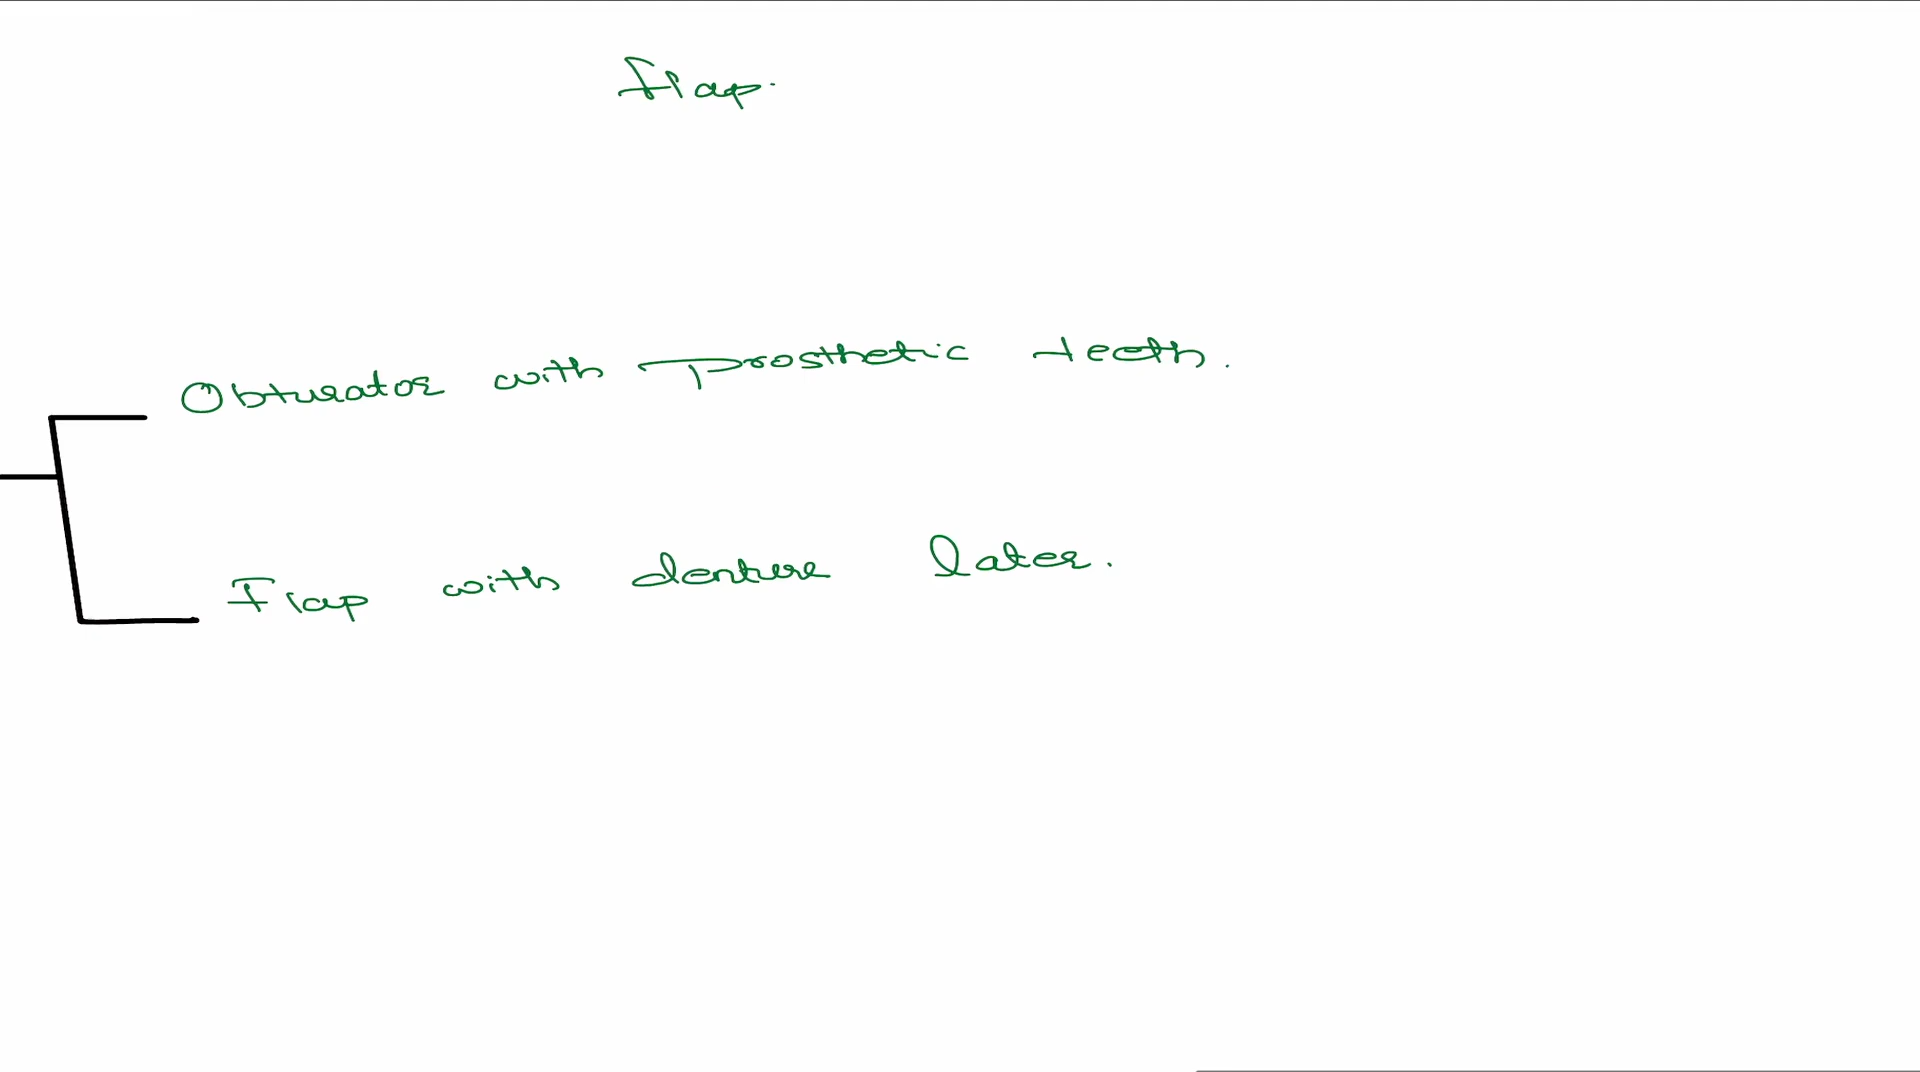 Flap.
Obturator with prosthetic teeth.
Flap with denture later.